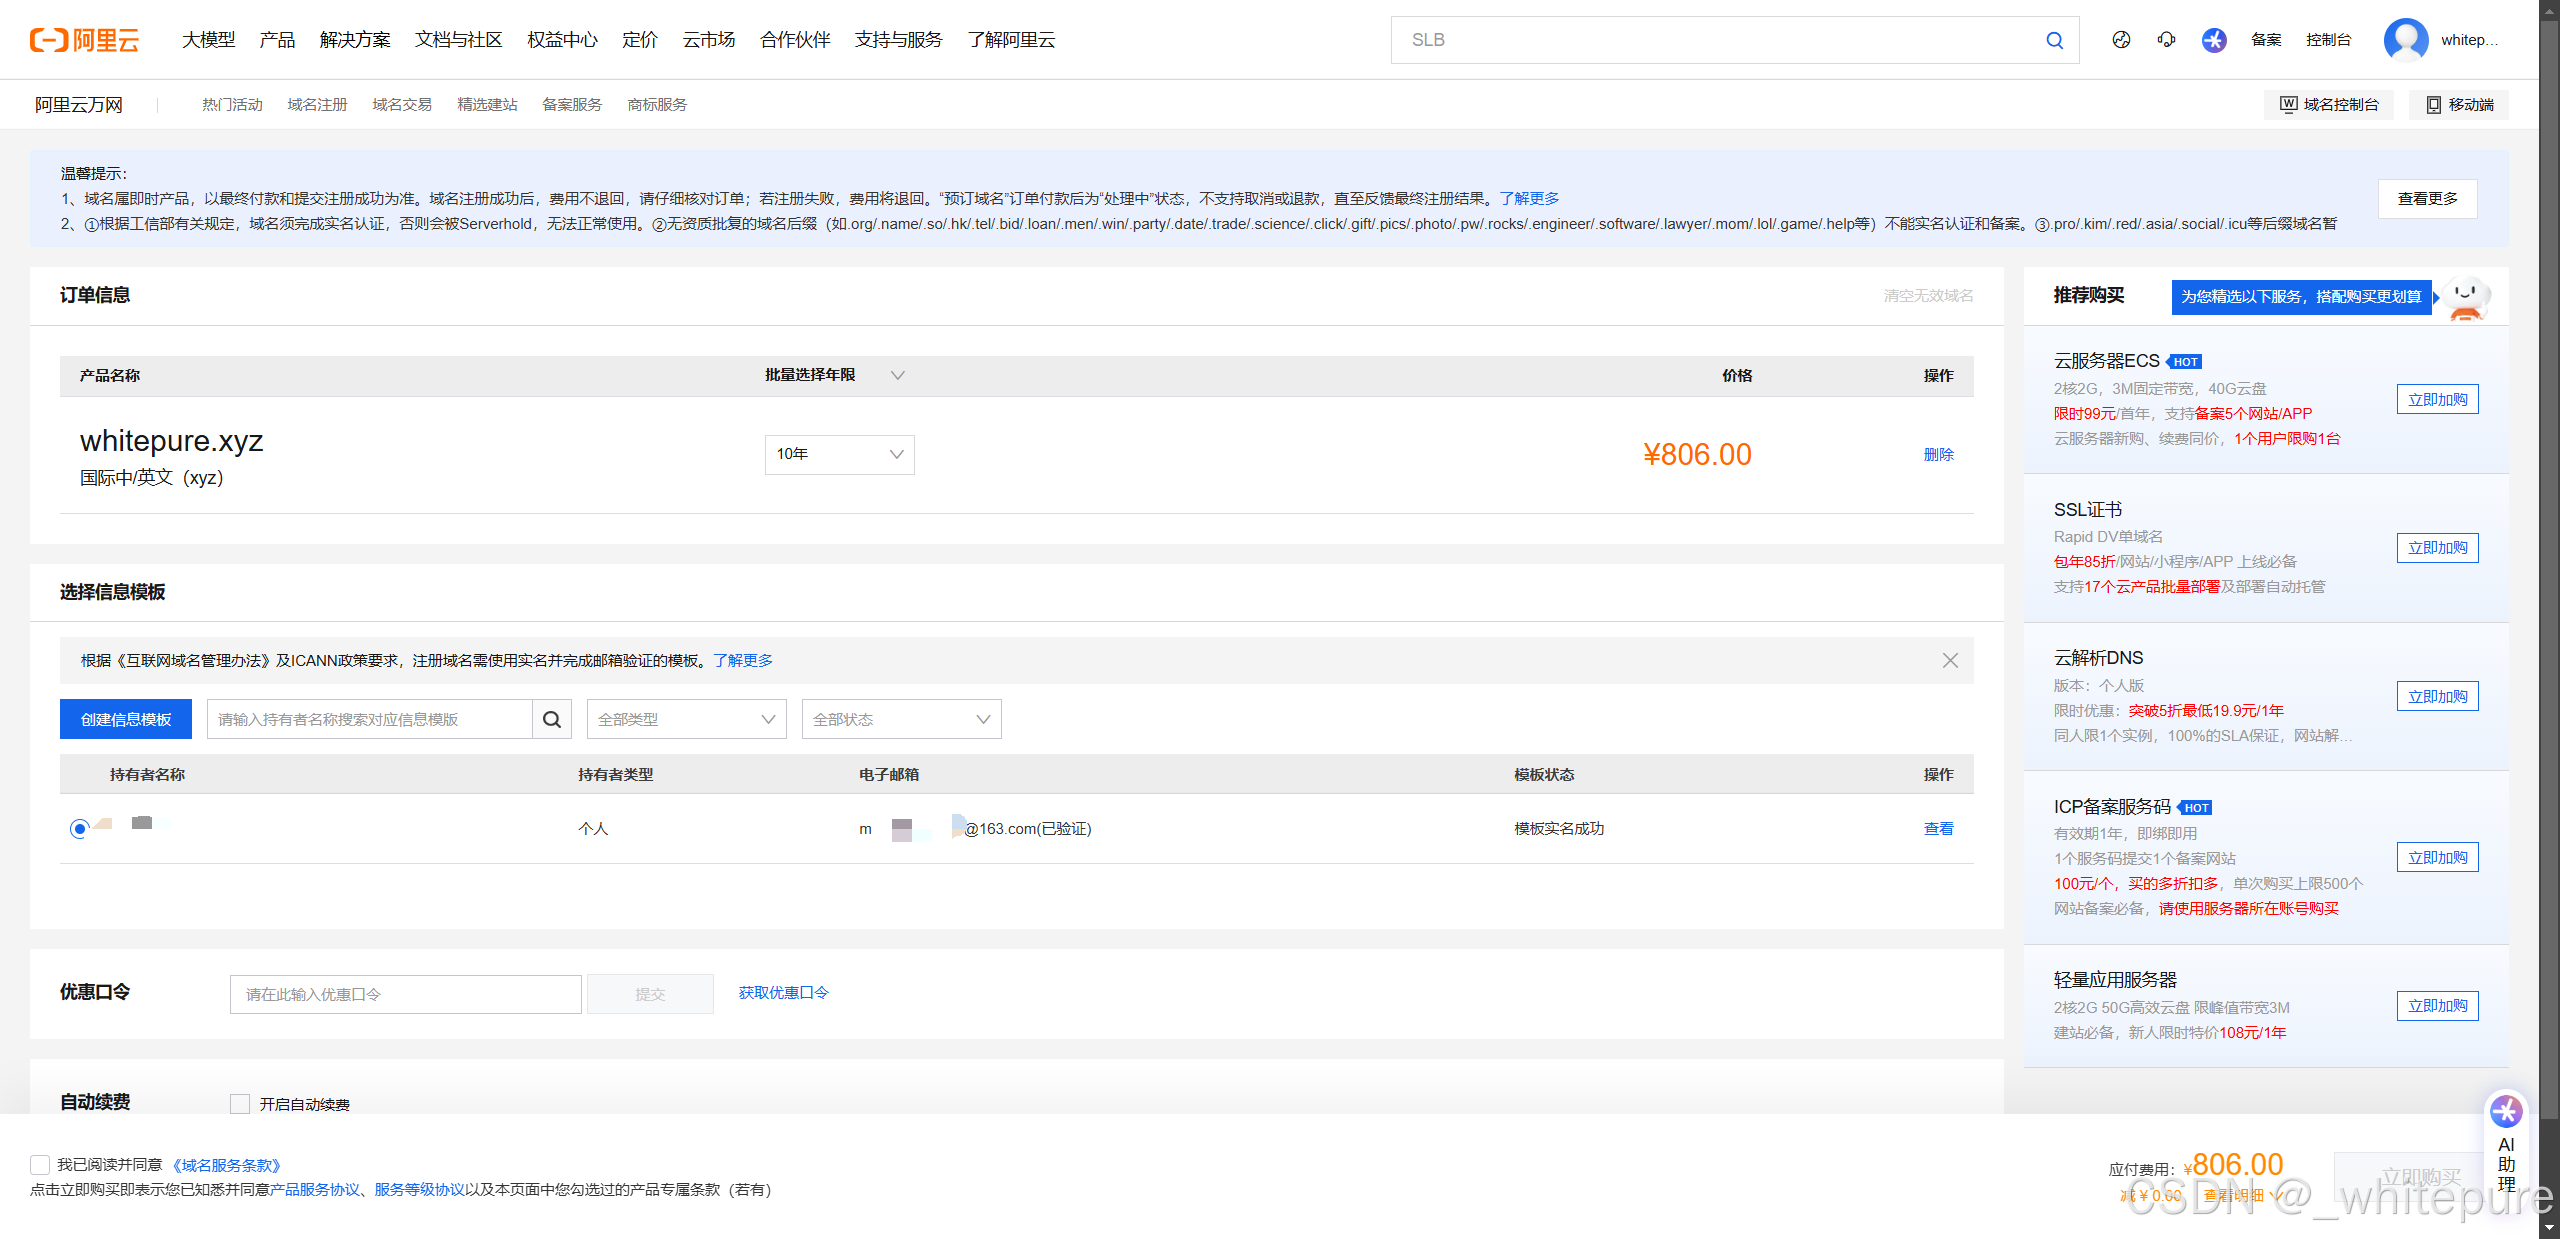 阿里云 大模型 产品 解决方案 文档与社区 权益中心 定价 云市场 合作伙伴 支持与服务 了解阿里云 SLB 备案 控制台 whitep...
阿里云万网 热门活动 域名注册 域名交易 精选建站 备案服务 商标服务 域名控制台 移动端
温馨提示：
1、域名属即时产品，以最终付款和提交注册成功为准。域名注册成功后，费用不退回，请仔细核对订单；若注册失败，费用将退回。“预订域名”订单付款后为“处理中”状态，不支持取消或退款，直至反馈最终注册结果。了解更多
2、①根据工信部有关规定，域名须完成实名认证，否则会被Serverhold，无法正常使用。②无资质批复的域名后缀（如.org/.name/.so/.hk/.tel/.bid/.loan/.men/.win/.party/.date/.trade/.science/.click/.gift/.pics/.photo/.pw/.rocks/.engineer/.software/.lawyer/.mom/.lol/.game/.help等）不能实名认证和备案。③.pro/.kim/.red/.asia/.social/.icu等后缀域名暂
查看更多
订单信息 清空无效域名
产品名称 批量选择年限 价格 操作
whitepure.xyz
国际中/英文（xyz）
10年 ¥806.00 删除
选择信息模板
根据《互联网域名管理办法》及ICANN政策要求，注册域名需使用实名并完成邮箱验证的模板。了解更多
创建信息模板 请输入持有者名称搜索对应信息模版 全部类型 全部状态
持有者名称 持有者类型 电子邮箱 模板状态 操作
个人 m @163.com(已验证) 模板实名成功 查看
优惠口令 请在此输入优惠口令 提交 获取优惠口令
自动续费 开启自动续费
推荐购买 为您精选以下服务，搭配购买更划算
云服务器ECS HOT
2核2G，3M固定带宽，40G云盘
限时99元/首年，支持备案5个网站/APP
云服务器新购、续费同价，1个用户限购1台
立即加购
SSL证书
Rapid DV单域名
包年85折/网站/小程序/APP 上线必备
支持17个云产品批量部署及部署自动托管
立即加购
云解析DNS
版本：个人版
限时优惠：突破5折最低19.9元/1年
同人限1个实例，100%的SLA保证，网站解...
立即加购
ICP备案服务码 HOT
有效期1年，即绑即用
1个服务码提交1个备案网站
100元/个，买的多折扣多，单次购买上限500个
网站备案必备，请使用服务器所在账号购买
立即加购
轻量应用服务器
2核2G 50G高效云盘 限峰值带宽3M
建站必备，新人限时特价108元/1年
立即加购
我已阅读并同意 《域名服务条款》
点击立即购买即表示您已知悉并同意产品服务协议、服务等级协议以及本页面中您勾选过的产品专属条款（若有）
应付费用：¥806.00
减￥0.00 查看明细
立即购买
AI
助
理
CSDN @_whitepure